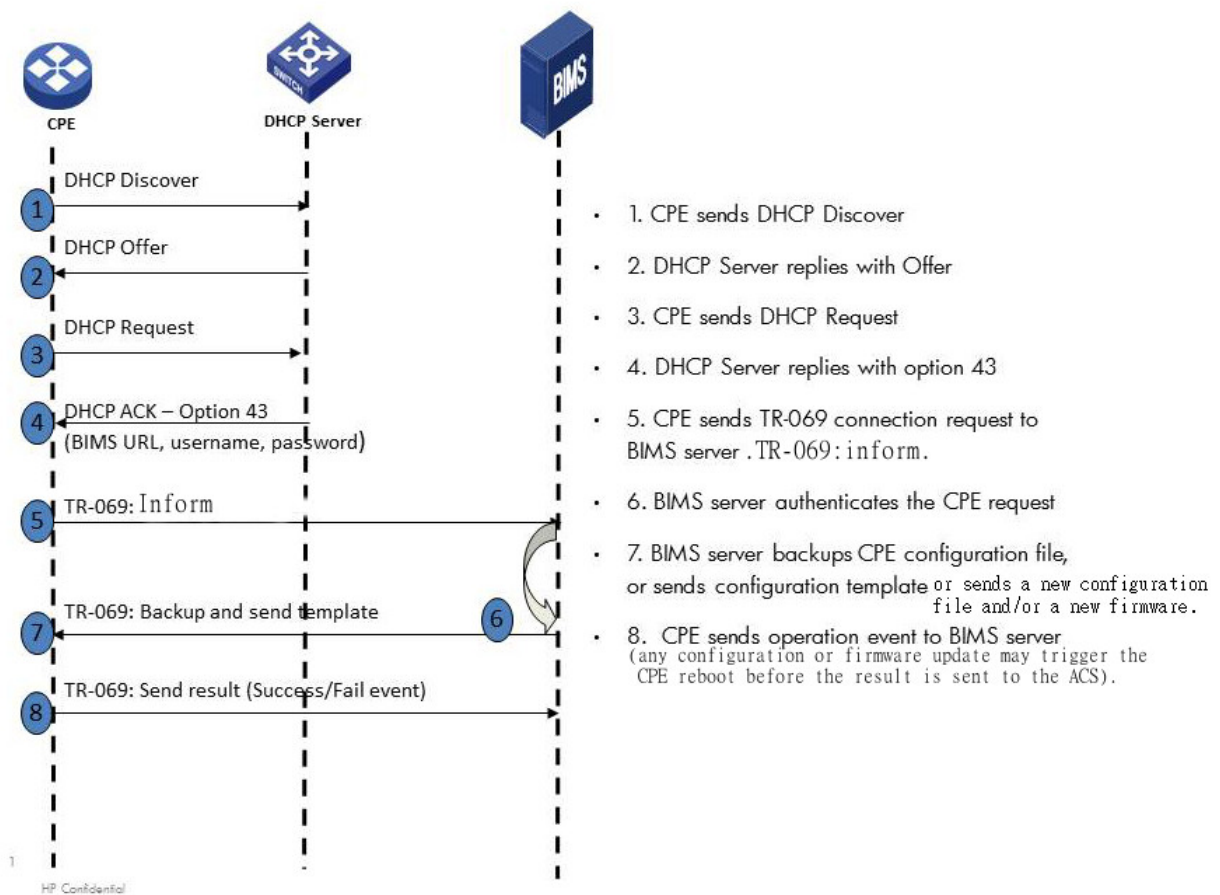 SWITCH
BIMS
CPE
DHCP Server
DHCP Discover
1
DHCP Offer
2
DHCP Request
3
DHCP ACK – Option 43
4
(BIMS URL, username, password)
TR-069: Inform
5
6
TR-069: Backup and send template
7
TR-069: Send result (Success/Fail event)
8
• 1. CPE sends DHCP Discover
• 2. DHCP Server replies with Offer
• 3. CPE sends DHCP Request
• 4. DHCP Server replies with option 43
• 5. CPE sends TR-069 connection request to
BIMS server .TR-069:inform.
• 6. BIMS server authenticates the CPE request
• 7. BIMS server backups CPE configuration file,
or sends configuration template or sends a new configuration
file and/or a new firmware.
• 8. CPE sends operation event to BIMS server
(any configuration or firmware update may trigger the
CPE reboot before the result is sent to the ACS).
1
HP Confidential